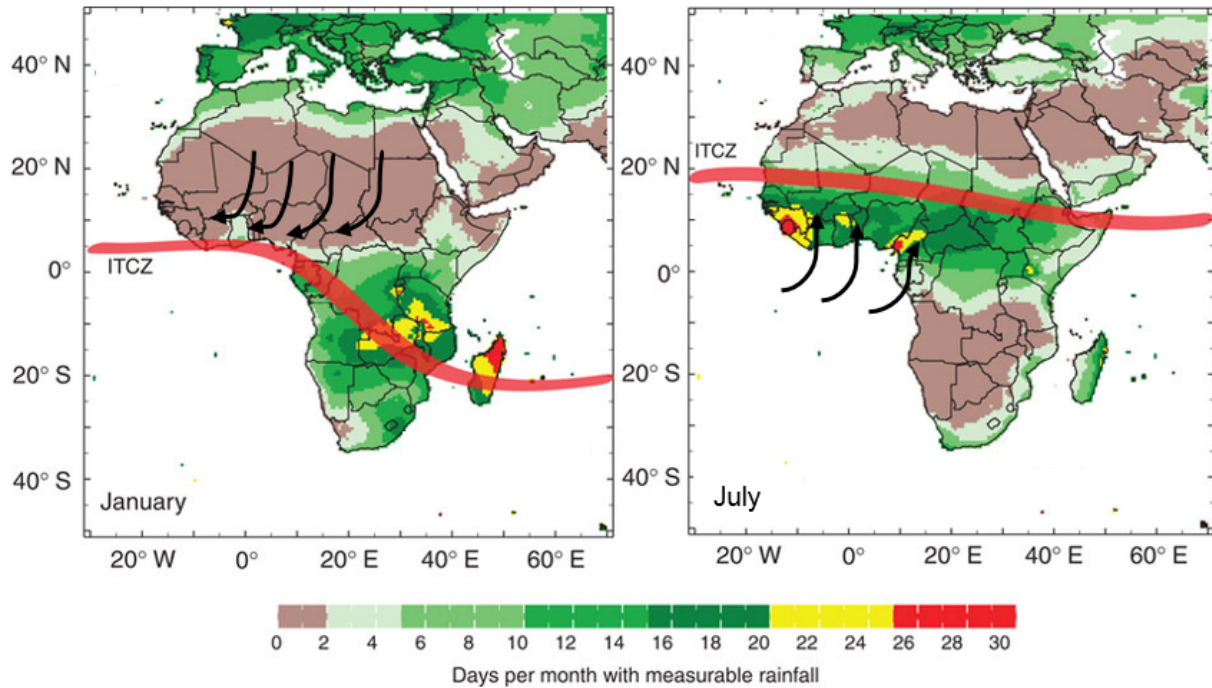 40° N
20° N
0°
20° S
40° S
ITCZ
January
20° W
0°
20° E
40° E
60° E
40° N
20° N
0°
20° S
40° S
ITCZ
July
20° W
0°
20° E
40° E
60° E
0 2 4 6 8 10 12 14 16 18 20 22 24 26 28 30
Days per month with measurable rainfall